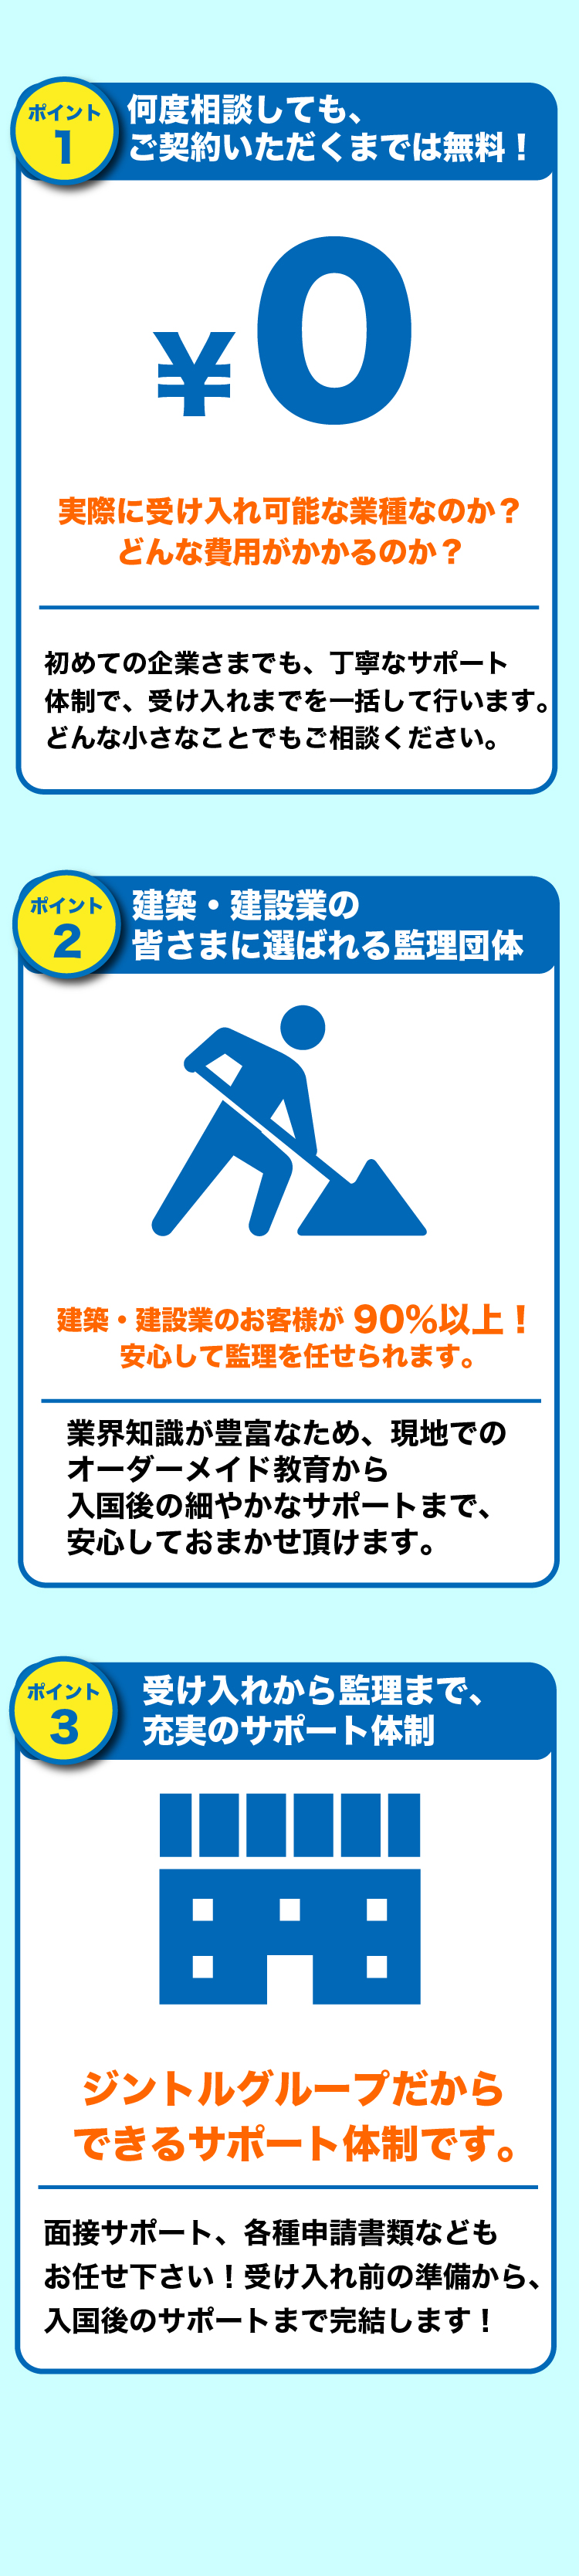 ポイント
1
何度相談しても、
ご契約いただくまでは無料！
¥0
実際に受け入れ可能な業種なのか？
どんな費用がかかるのか？
初めての企業さまでも、丁寧なサポート
体制で、受け入れまでを一括して行います。
どんな小さなことでもご相談ください。
ポイント
2
建築・建設業の
皆さまに選ばれる監理団体
建築・建設業のお客様が 90%以上！
安心して監理を任せられます。
業界知識が豊富なため、現地での
オーダーメイド教育から
入国後の細やかなサポートまで、
安心しておまかせ頂けます。
ポイント
3
受け入れから監理まで、
充実のサポート体制
ジントルグループだから
できるサポート体制です。
面接サポート、各種申請書類なども
お任せ下さい！受け入れ前の準備から、
入国後のサポートまで完結します！